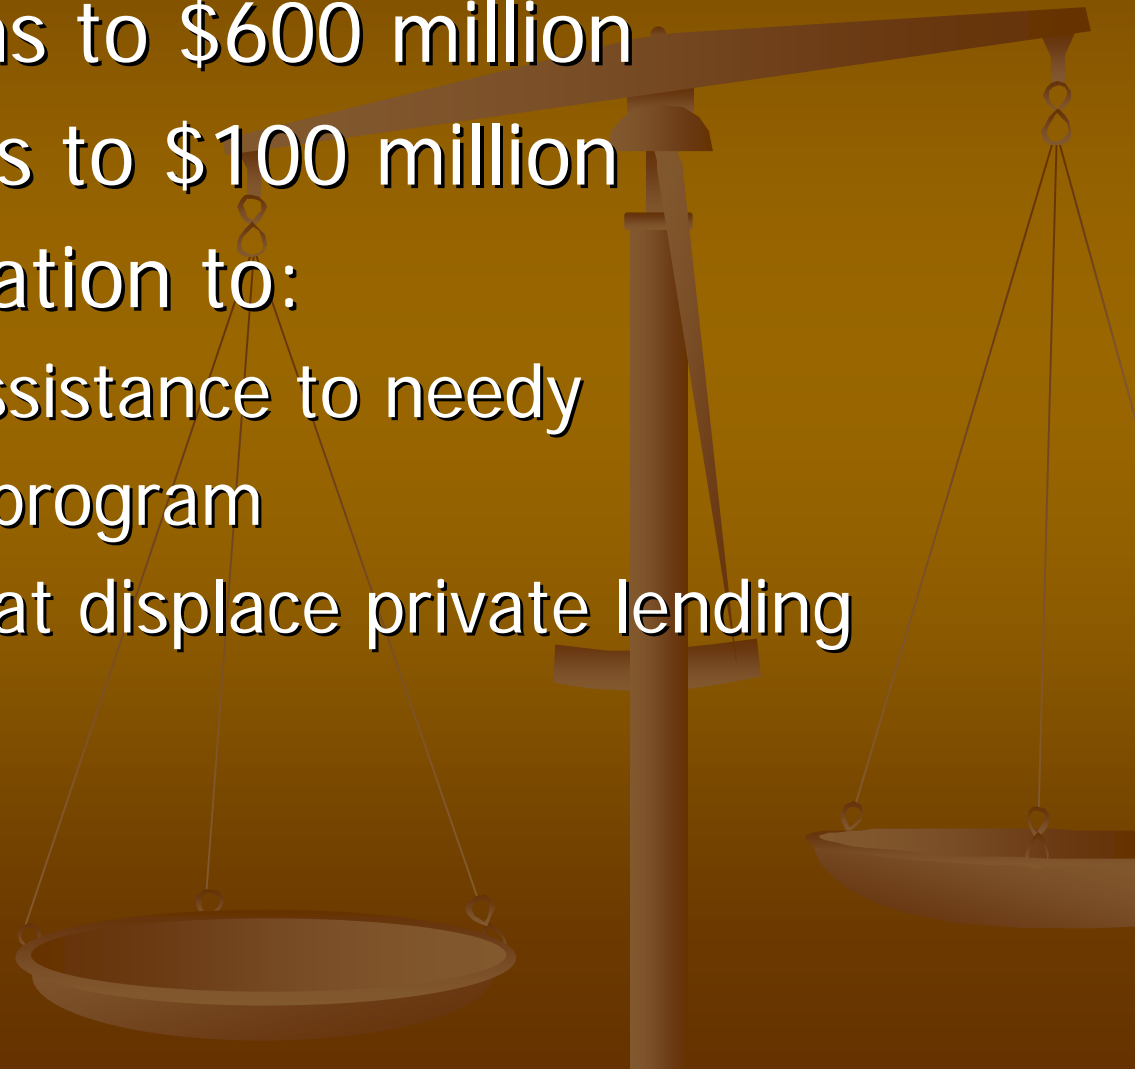 ns to $600 million
s to $100 million
ation to:
ssistance to needy
program
at displace private lending